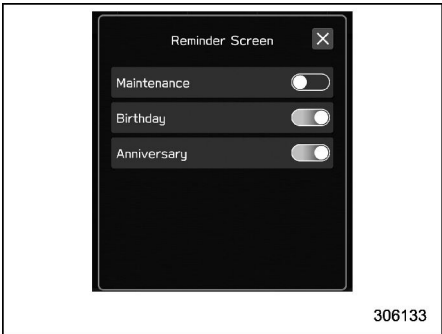 Reminder Screen
Maintenance
Birthday
Anniversary
306133